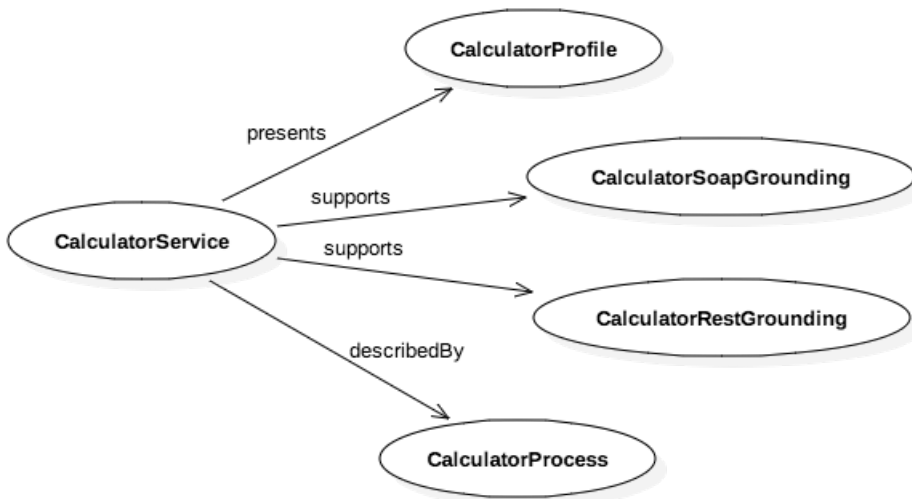 CalculatorProfile
presents
CalculatorSoapGrounding
supports
CalculatorService
supports
CalculatorRestGrounding
describedBy
CalculatorProcess